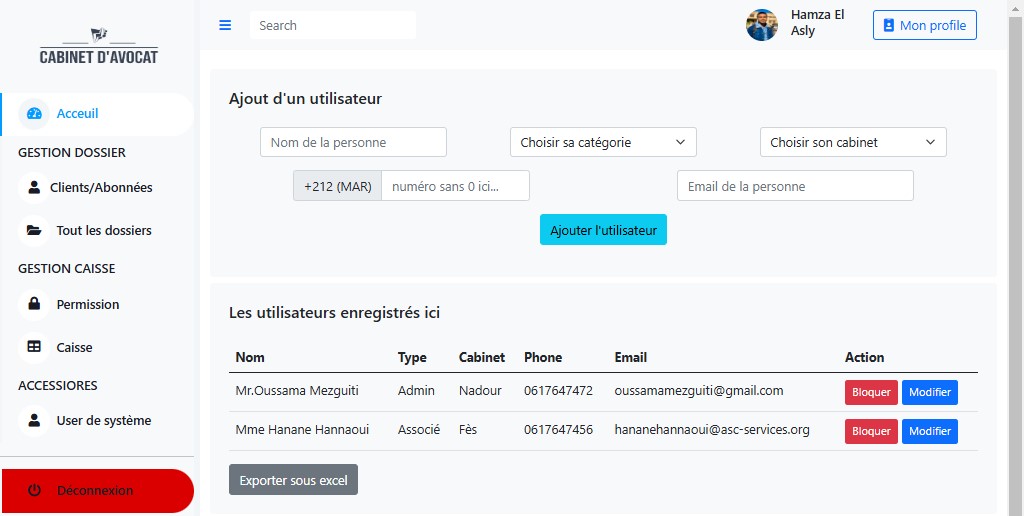 CABINET D'AVOCAT
Acceuil
GESTION DOSSIER
Clients/Abonnées
Tout les dossiers
GESTION CAISSE
Permission
Caisse
ACCESSIORES
User de système
Déconnexion
Search
Hamza El
Asly
Mon profile
Ajout d'un utilisateur
Nom de la personne
Choisir sa catégorie
Choisir son cabinet
+212 (MAR) numéro sans 0 ici...
Email de la personne
Ajouter l'utilisateur
Les utilisateurs enregistrés ici
Nom Type Cabinet Phone Email Action
Mr.Oussama Mezguiti Admin Nadour 0617647472 oussamamezguiti@gmail.com Bloquer Modifier
Mme Hanane Hannaoui Associé Fès 0617647456 hananehannaoui@asc-services.org Bloquer Modifier
Exporter sous excel